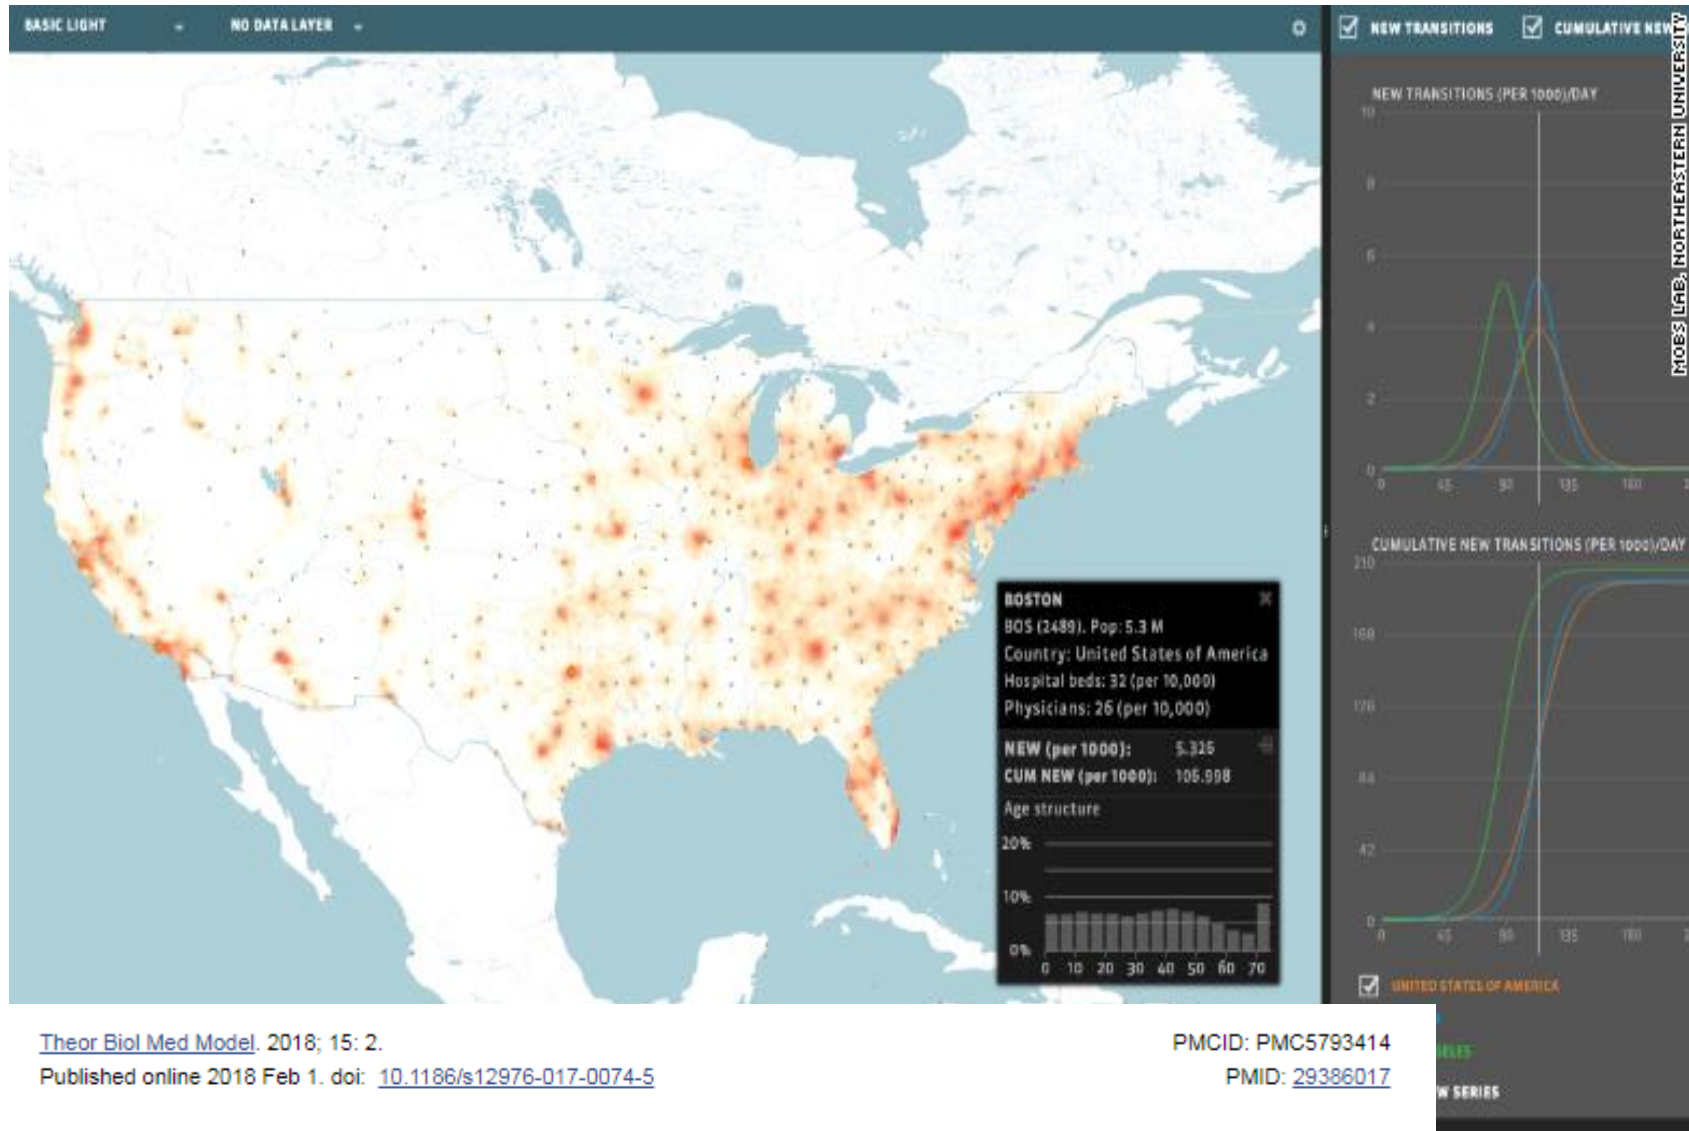 BASIC LIGHT
NO DATA LAYER
NEW TRANSITIONS
CUMULATIVE NEW
MOBS LAB, NORTHEASTERN UNIVERSITY
NEW TRANSITIONS (PER 1000)/DAY
10
8
6
4
2
0
0 45 90 135 180
CUMULATIVE NEW TRANSITIONS (PER 1000)/DAY
210
168
126
84
42
0
0 45 90 135 180
BOSTON
BOS (2489). Pop: 5.3 M
Country: United States of America
Hospital beds: 32 (per 10,000)
Physicians: 26 (per 10,000)
NEW (per 1000): 5.326
CUM NEW (per 1000): 105.998
Age structure
20%
10%
0%
0 10 20 30 40 50 60 70
UNITED STATES OF AMERICA
W SERIES
Theor Biol Med Model. 2018; 15: 2.
Published online 2018 Feb 1. doi: 10.1186/s12976-017-0074-5
PMCID: PMC5793414
PMID: 29386017